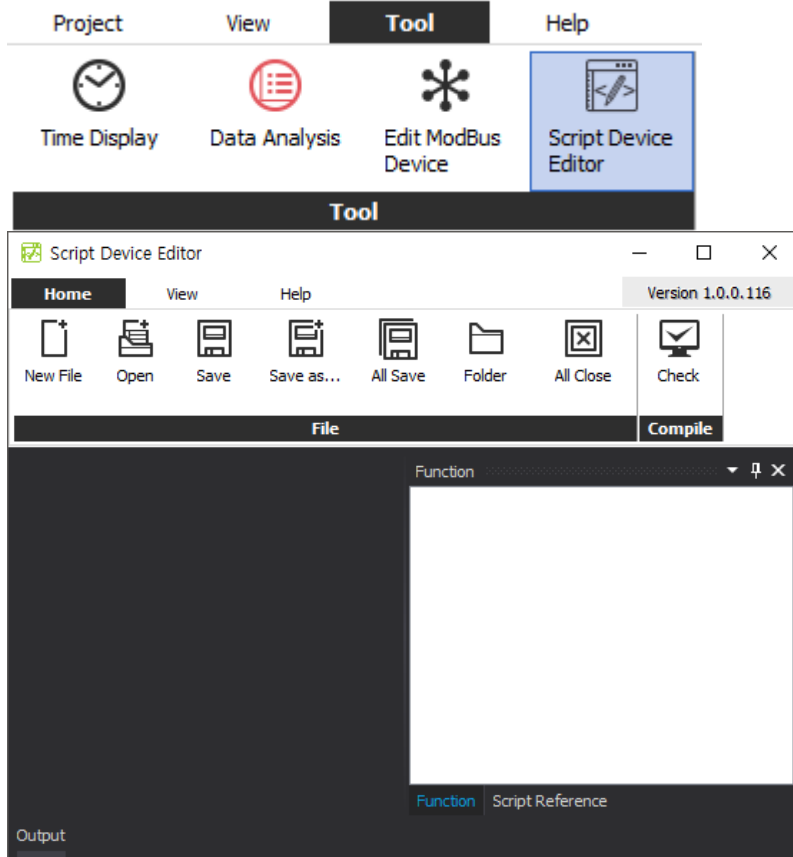 Project View Tool Help
Time Display Data Analysis Edit ModBus Script Device
Device Editor
Tool
Script Device Editor
Home View Help Version 1.0.0.116
New File Open Save Save as... All Save Folder All Close Check
File Compile
Function
Function Script Reference
Output